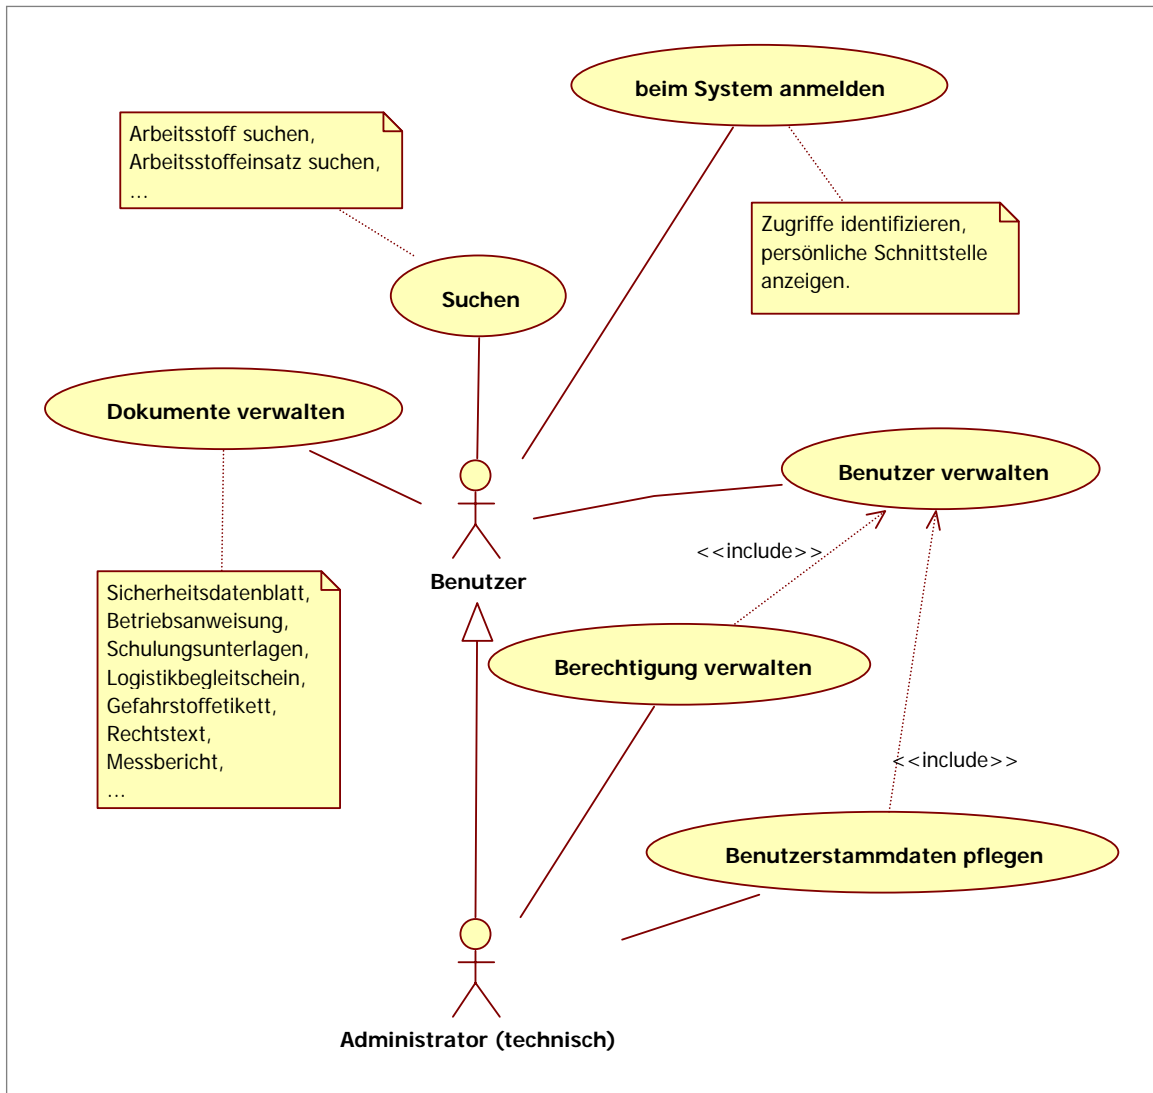 beim System anmelden
Arbeitsstoff suchen,
Arbeitsstoffeinsatz suchen,
...
Zugriffe identifizieren,
persönliche Schnittstelle
anzeigen.
Suchen
Dokumente verwalten
Benutzer verwalten
<<include>>
Benutzer
Sicherheitsdatenblatt,
Betriebsanweisung,
Schulungsunterlagen,
Logistikbegleitschein,
Gefahrstoffetikett,
Rechtstext,
Messbericht,
...
Berechtigung verwalten
<<include>>
Benutzerstammdaten pflegen
Administrator (technisch)